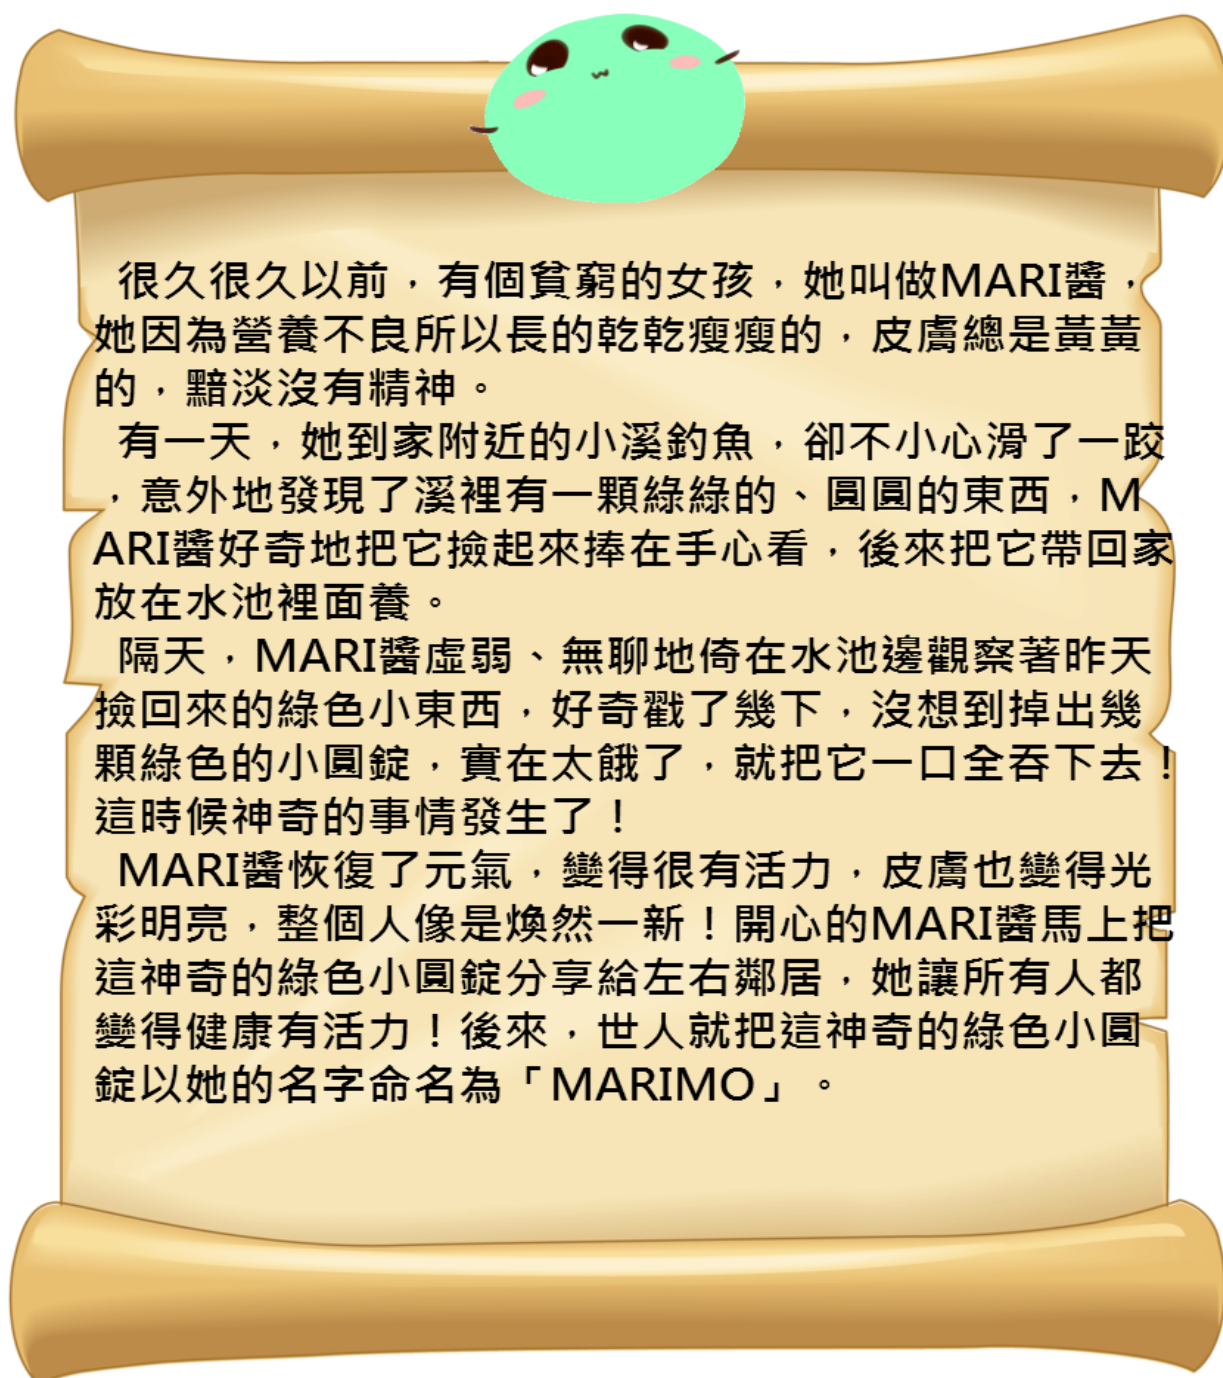 很久很久以前，有個貧窮的女孩，她叫做MARI醬，
她因為營養不良所以長的乾乾瘦瘦的，皮膚總是黃黃
的，黯淡沒有精神。
有一天，她到家附近的小溪釣魚，卻不小心滑了一跤
，意外地發現了溪裡有一顆綠綠的、圓圓的東西，M
ARI醬好奇地把它撿起來捧在手心看，後來把它帶回家
放在水池裡面養。
隔天，MARI醬虛弱、無聊地倚在水池邊觀察著昨天
撿回來的綠色小東西，好奇戳了幾下，沒想到掉出幾
顆綠色的小圓錠，實在太餓了，就把它一口全吞下去！
這時候神奇的事情發生了！
MARI醬恢復了元氣，變得很有活力，皮膚也變得光
彩明亮，整個人像是煥然一新！開心的MARI醬馬上把
這神奇的綠色小圓錠分享給左右鄰居，她讓所有人都
變得健康有活力！後來，世人就把這神奇的綠色小圓
錠以她的名字命名為「MARIMO」。